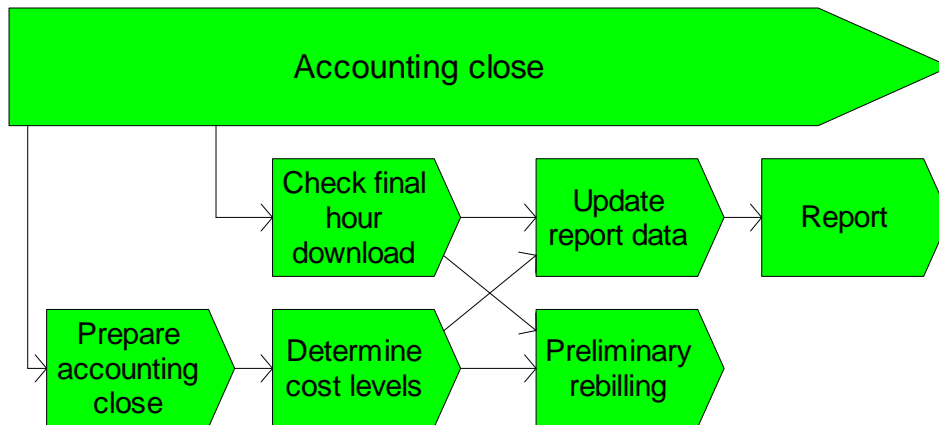 Accounting close
Check final
hour
download
Update
report data
Report
Prepare
accounting
close
Determine
cost levels
Preliminary
rebilling